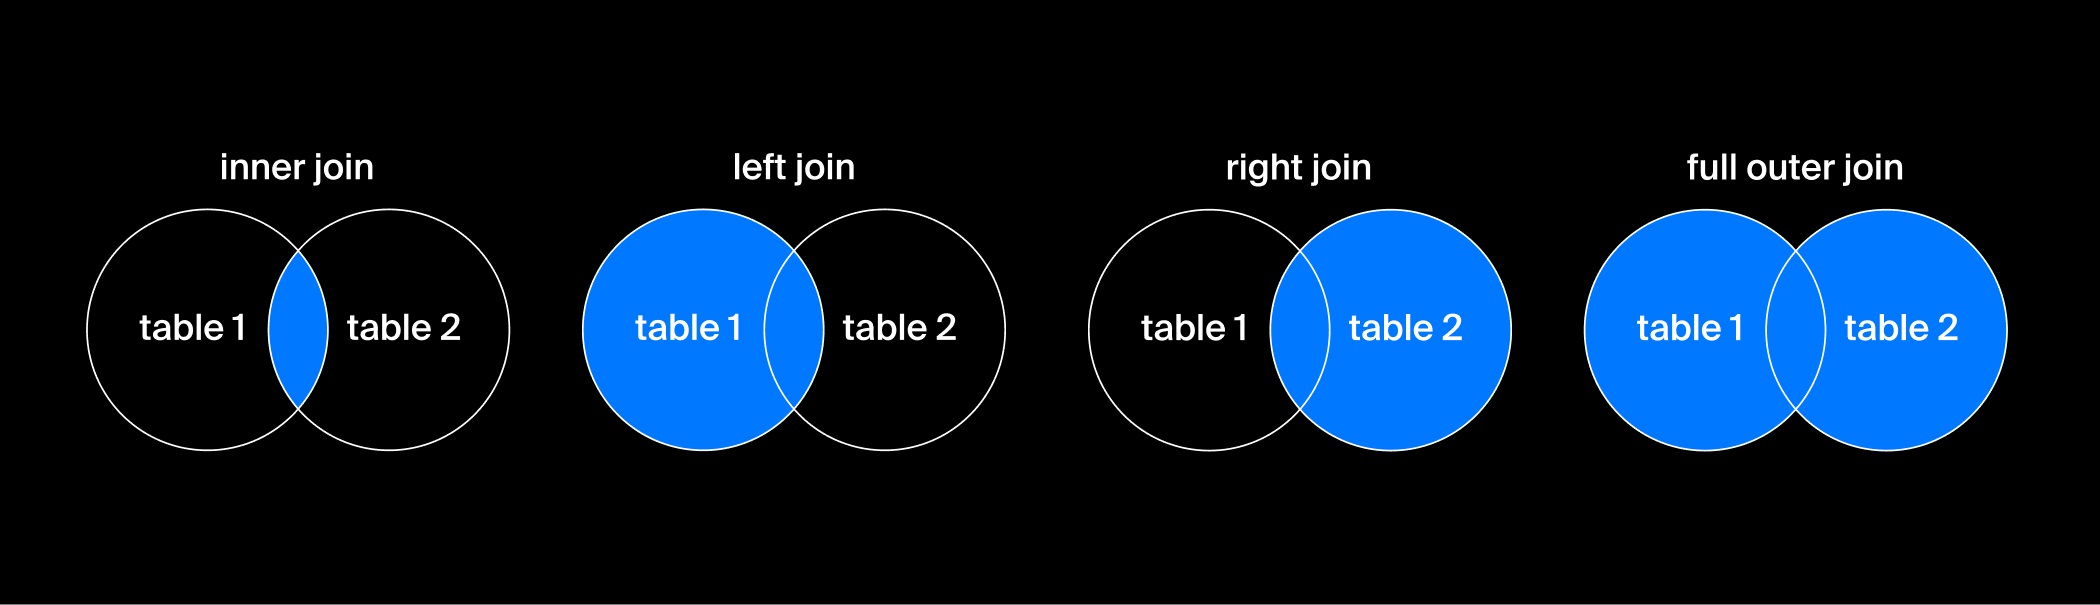 inner join
table 1
table 2
left join
table 1
table 2
right join
table 1
table 2
full outer join
table 1
table 2